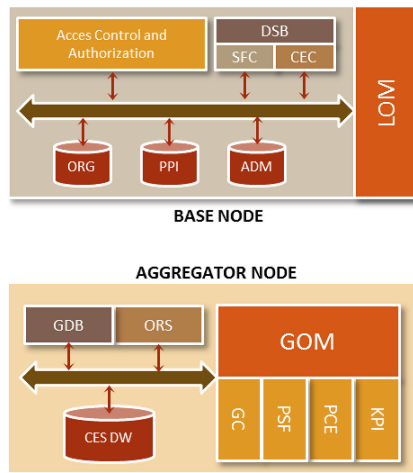 Acces Control and
Authorization
DSB
SFC
CEC
LOM
ORG
PPI
ADM
BASE NODE
AGGREGATOR NODE
GDB
ORS
GOM
CES DW
GC
PSF
PCE
KPI